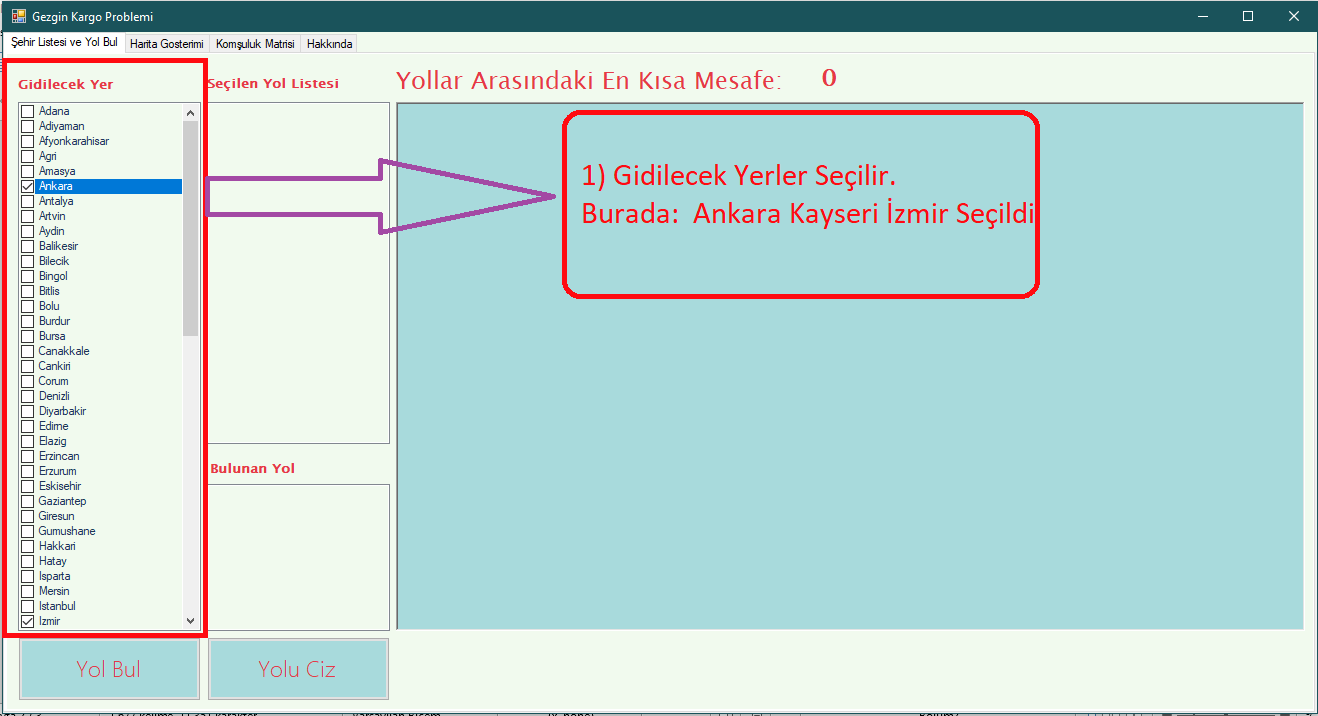 Gezgin Kargo Problemi
Şehir Listesi ve Yol Bul
Harita Gosterimi
Komşuluk Matrisi
Hakkında
Gidilecek Yer
Seçilen Yol Listesi
Yollar Arasındaki En Kısa Mesafe: 0
Adana
Adiyaman
Afyonkarahisar
Agri
Amasya
Ankara
Antalya
Artvin
Aydin
Balikesir
Bilecik
Bingol
Bitlis
Bolu
Burdur
Bursa
Canakkale
Cankiri
Corum
Denizli
Diyarbakir
Edirne
Elazig
Erzincan
Erzurum
Eskisehir
Gaziantep
Giresun
Gumushane
Hakkari
Hatay
Isparta
Mersin
Istanbul
Izmir
1) Gidilecek Yerler Seçilir.
Burada: Ankara Kayseri İzmir Seçildi
Bulunan Yol
Yol Bul
Yolu Ciz